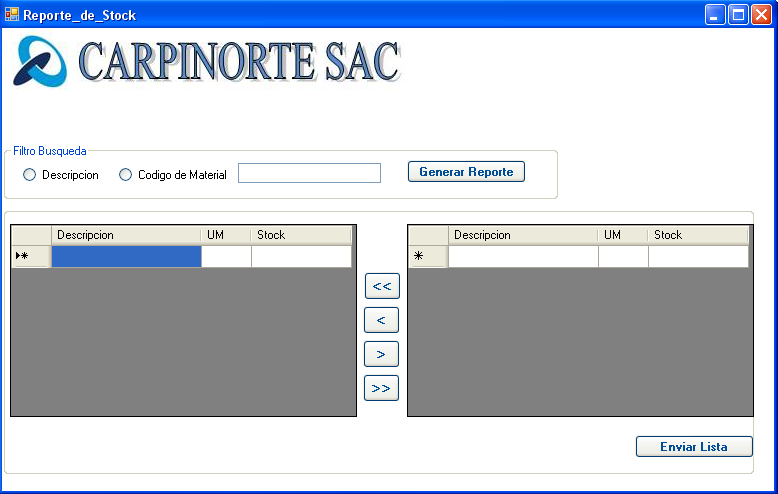 Reporte_de_Stock
CARPINORTE SAC
Filtro Busqueda
Descripcion
Codigo de Material
Generar Reporte
Descripcion UM Stock
Descripcion UM Stock
<<
<
>
>>
Enviar Lista